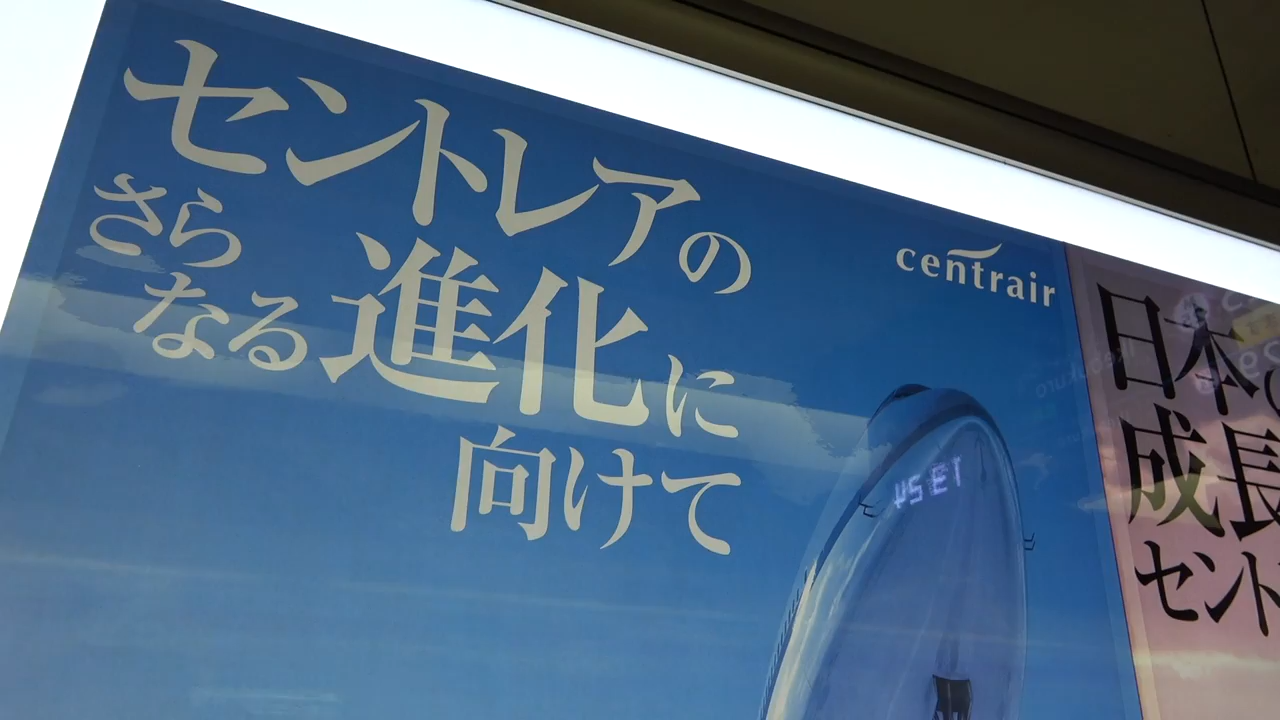 セントレアの
さらなる進化に
向けて
centrair
日本の
成長
セント